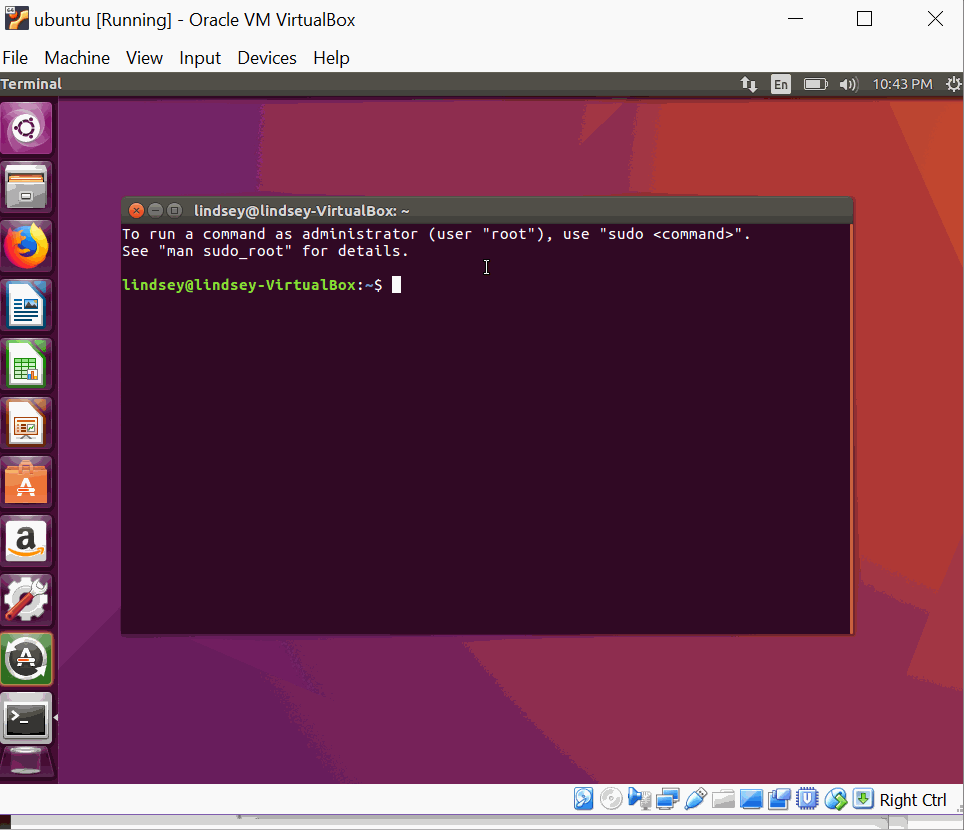 ubuntu [Running] - Oracle VM VirtualBox
File Machine View Input Devices Help
Terminal En 10:43 PM
lindsey@lindsey-VirtualBox: ~
To run a command as administrator (user "root"), use "sudo <command>".
See "man sudo_root" for details.
lindsey@lindsey-VirtualBox:~$
Right Ctrl